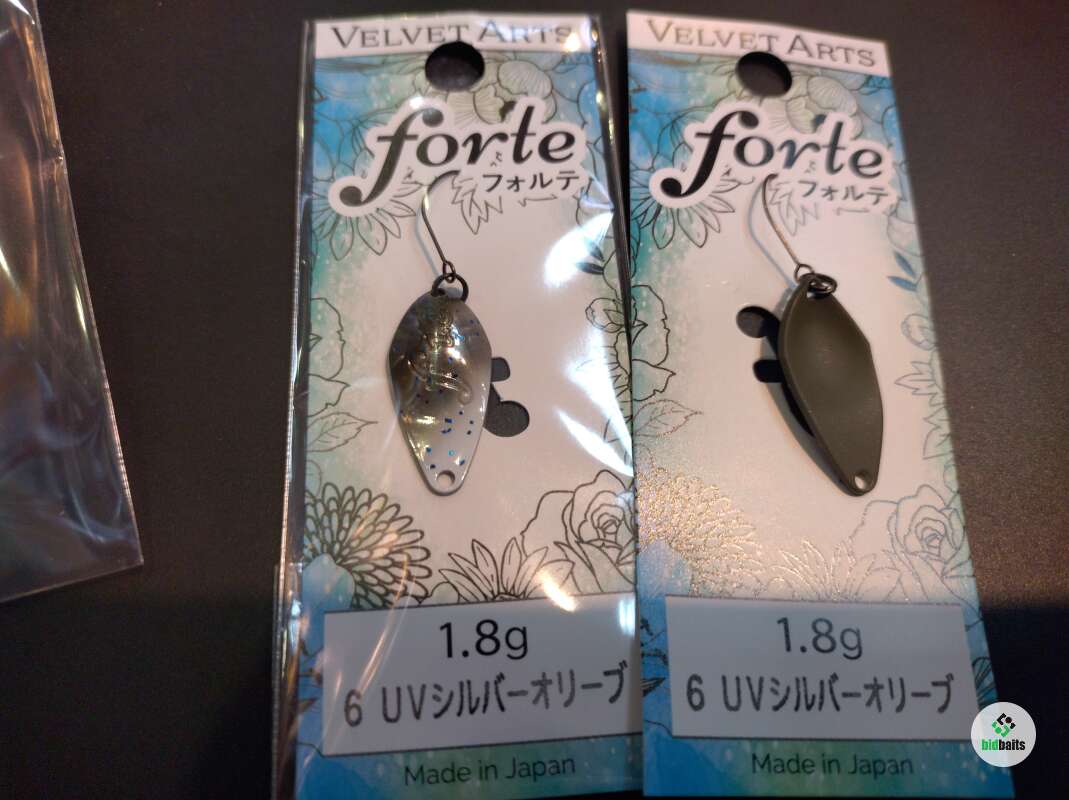 VELVET ARTS
forte
フォルテ
1.8g
6 UVシルバーオリーブ
Made in Japan
VELVET ARTS
forte
フォルテ
1.8g
6 UVシルバーオリーブ
Made in Japan
bidbaits